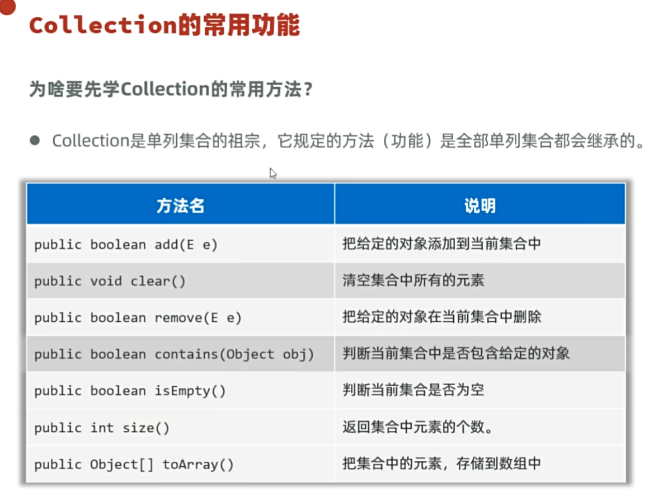 Collection的常用功能
为啥要先学Collection的常用方法？
● Collection是单列集合的祖宗，它规定的方法（功能）是全部单列集合都会继承的。
方法名 说明
public boolean add(E e) 把给定的对象添加到当前集合中
public void clear() 清空集合中所有的元素
public boolean remove(E e) 把给定的对象在当前集合中删除
public boolean contains(Object obj) 判断当前集合中是否包含给定的对象
public boolean isEmpty() 判断当前集合是否为空
public int size() 返回集合中元素的个数。
public Object[] toArray() 把集合中的元素，存储到数组中